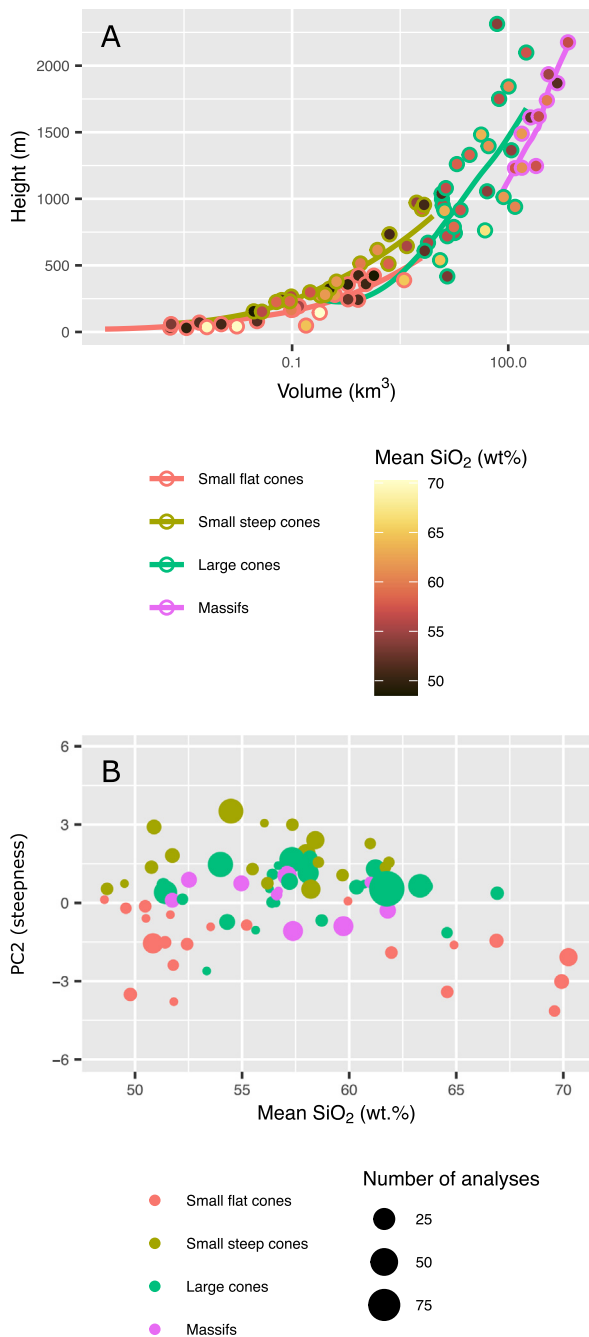 A
Height (m)
2000
1500
1000
500
0
0.1
100.0
Volume (km³)
Small flat cones
Small steep cones
Large cones
Massifs
Mean SiO₂ (wt%)
70
65
60
55
50
B
PC2 (steepness)
6
3
0
−3
−6
50
55
60
65
70
Mean SiO₂ (wt.%)
Small flat cones
Small steep cones
Large cones
Massifs
Number of analyses
25
50
75